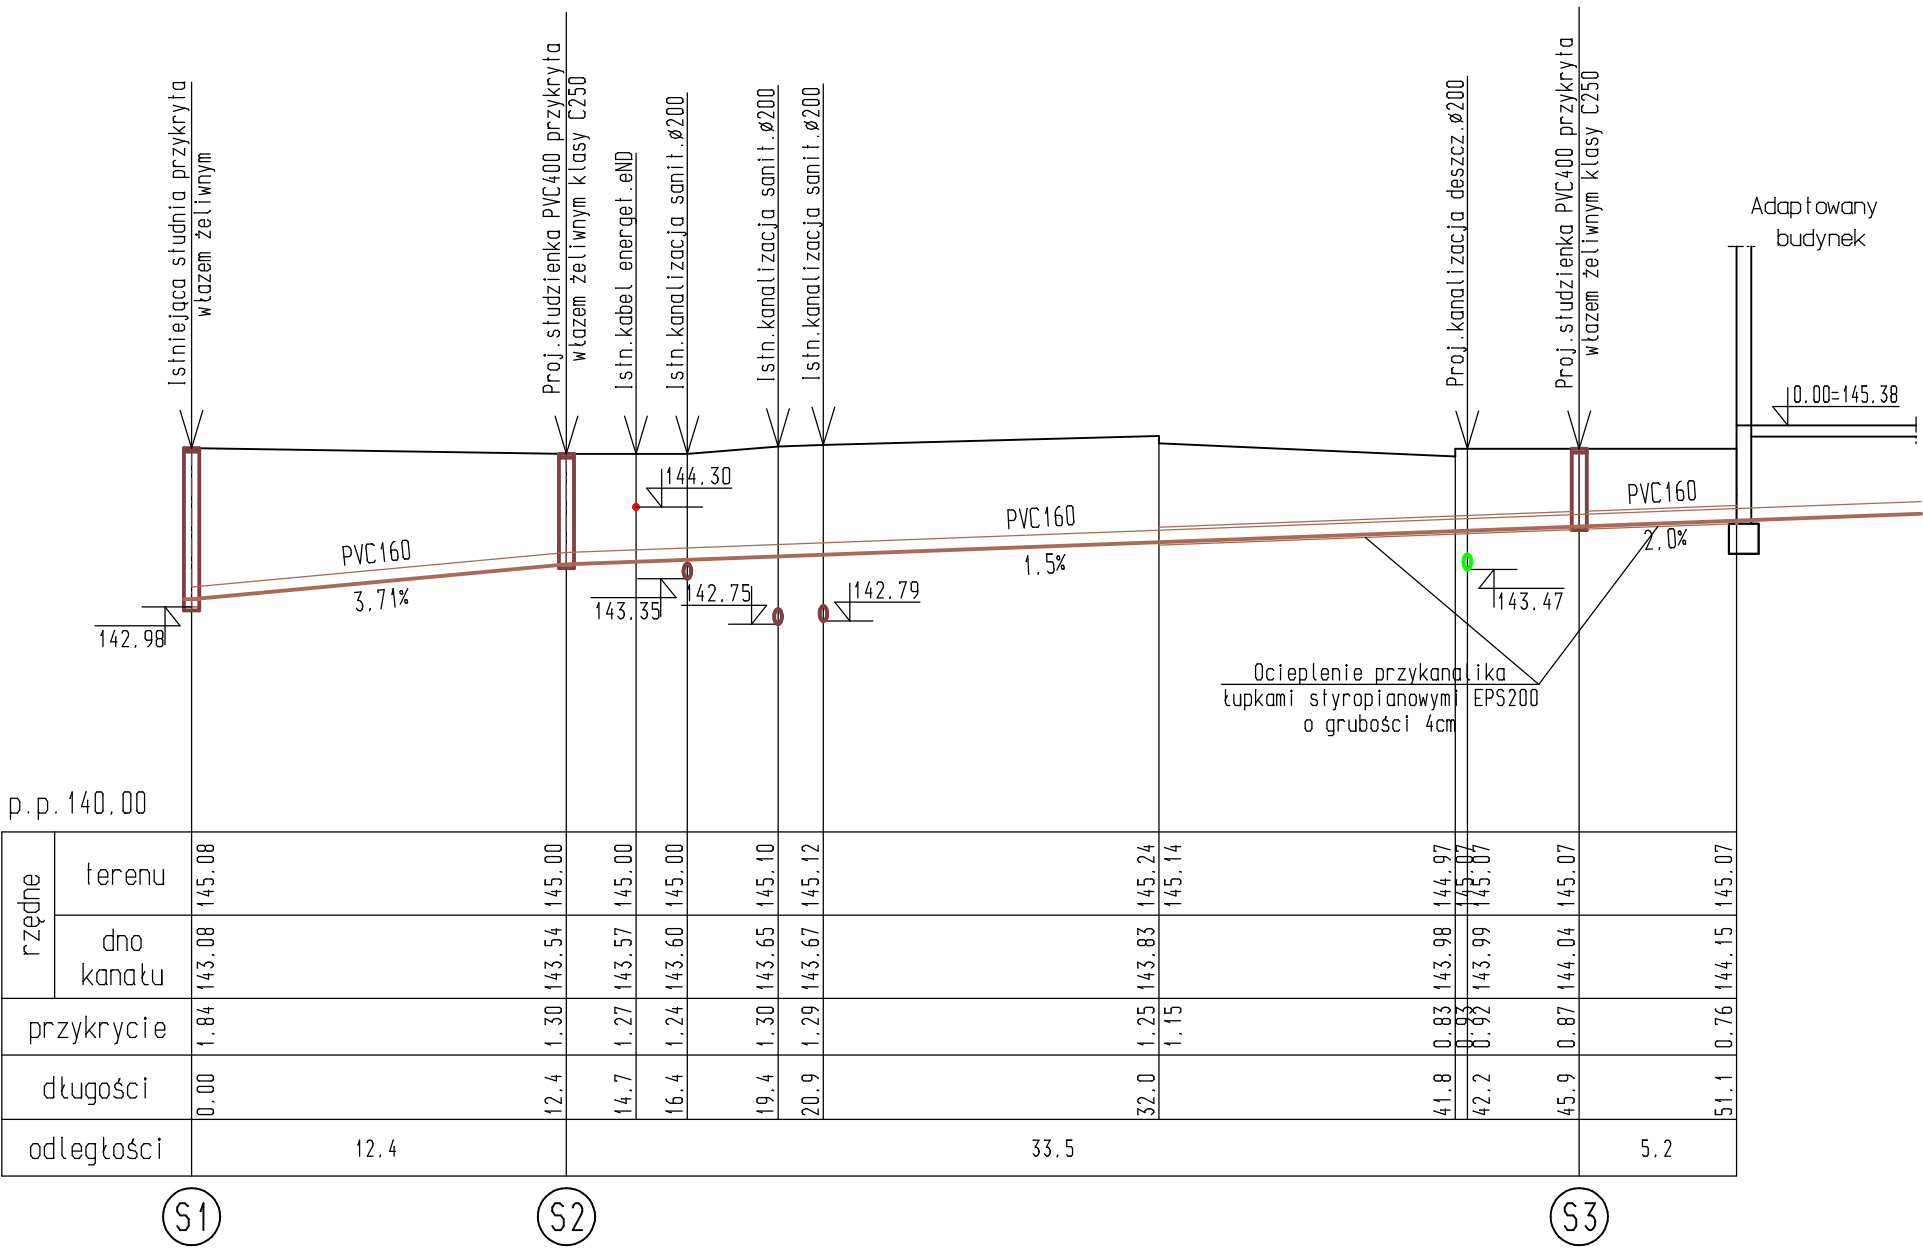 Istniejąca studnia przykryta
włazem żeliwnym
Proj.studzienka PVC400 przykryta
włazem żeliwnym klasy C250
Istn.kabel energet.eND
Istn.kanalizacja sanit.ø200
Istn.kanalizacja sanit.ø200
Istn.kanalizacja sanit.ø200
Proj.kanalizacja deszcz.ø200
Proj.studzienka PVC400 przykryta
włazem żeliwnym klasy C250
Adaptowany
budynek
0.00=145.38
144.30
PVC160
PVC160
PVC160
3.71%
1.5%
2.0%
142.98
143.35
142.75
142.79
143.47
Ocieplenie przykanalika
łupkami styropianowymi EPS200
o grubości 4cm
p.p.140,00
rzędne
terenu
145.08 145.00 145.00 145.00 145.10 145.12 145.24 145.14 144.97 145.07 145.07 145.07 145.07
dno
kanału
143.08 143.54 143.57 143.60 143.65 143.67 143.83 143.98 143.99 144.04 144.15
przykrycie
1.84 1.30 1.27 1.24 1.30 1.29 1.25 1.15 0.83 0.93 0.92 0.87 0.76
długości
0.00 12.4 14.7 16.4 19.4 20.9 32.0 41.8 42.2 45.9 51.1
odległości
12.4 33.5 5.2
S1 S2 S3